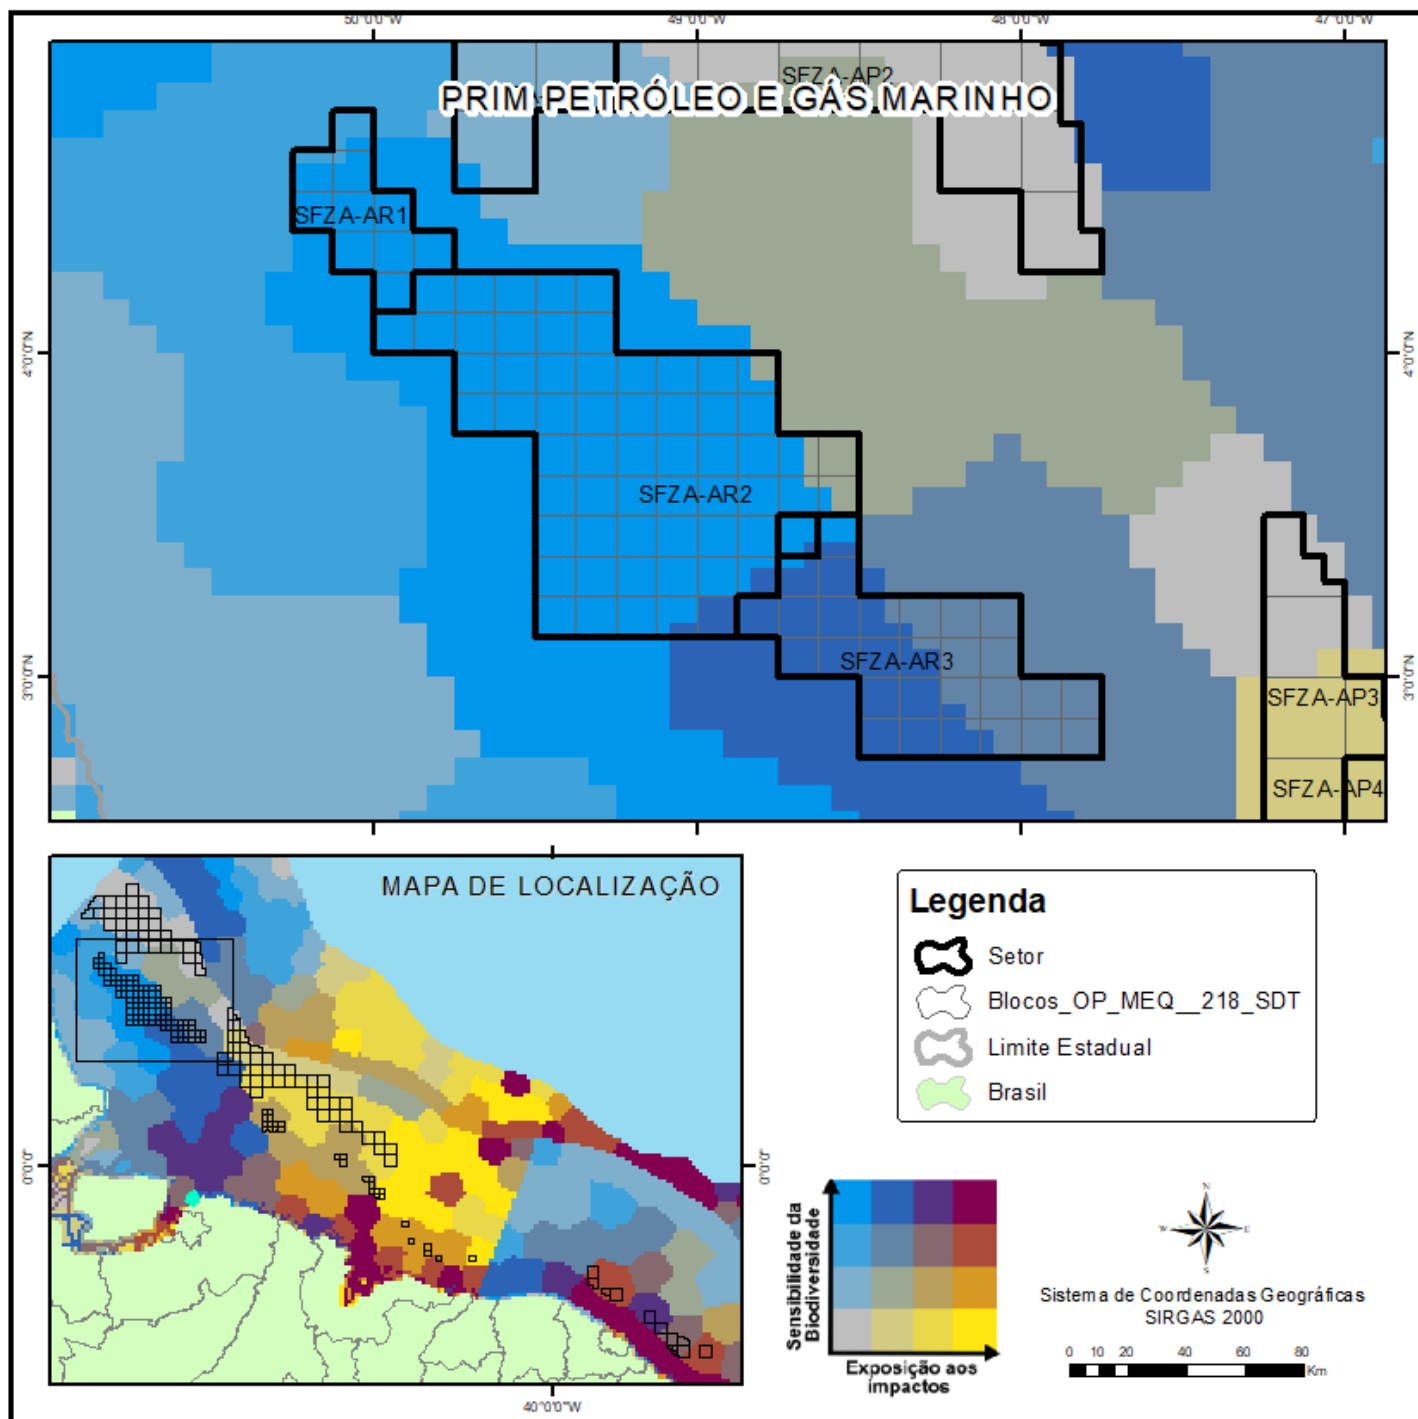 50°0'0"W
49°0'0"W
48°0'0"W
47°0'0"W
SFZA-AP2
PRIM PETRÓLEO E GÁS MARINHO
SFZA-AR1
4°0'0"N
4°0'0"N
SFZA-AR2
SFZA-AR3
3°0'0"N
3°0'0"N
SFZA-AP3
SFZA-AP4
MAPA DE LOCALIZAÇÃO
0°0'0"
0°0'0"
40°0'0"W
Legenda
Setor
Blocos_OP_MEQ__218_SDT
Limite Estadual
Brasil
Sensibilidade da
Biodiversidade
Exposição aos
impactos
N
W
E
S
Sistema de Coordenadas Geográficas
SIRGAS 2000
0 10 20 40 60 80
Km